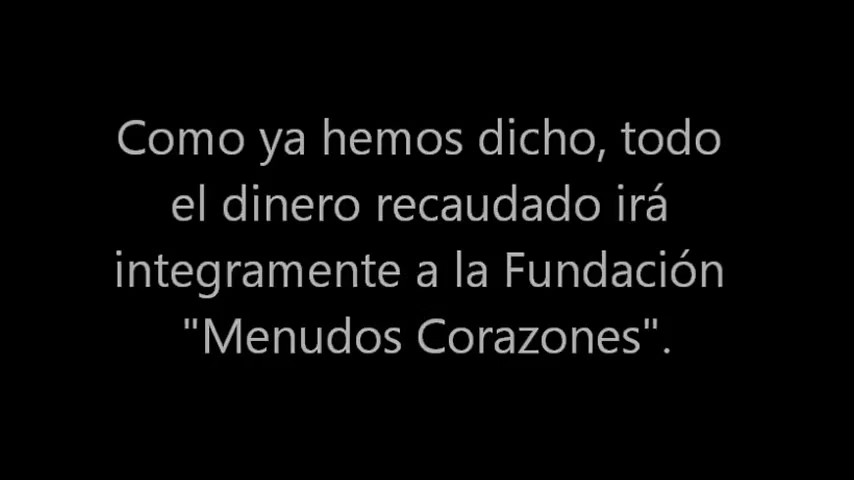 Como ya hemos dicho, todo
el dinero recaudado irá
integramente a la Fundación
"Menudos Corazones".